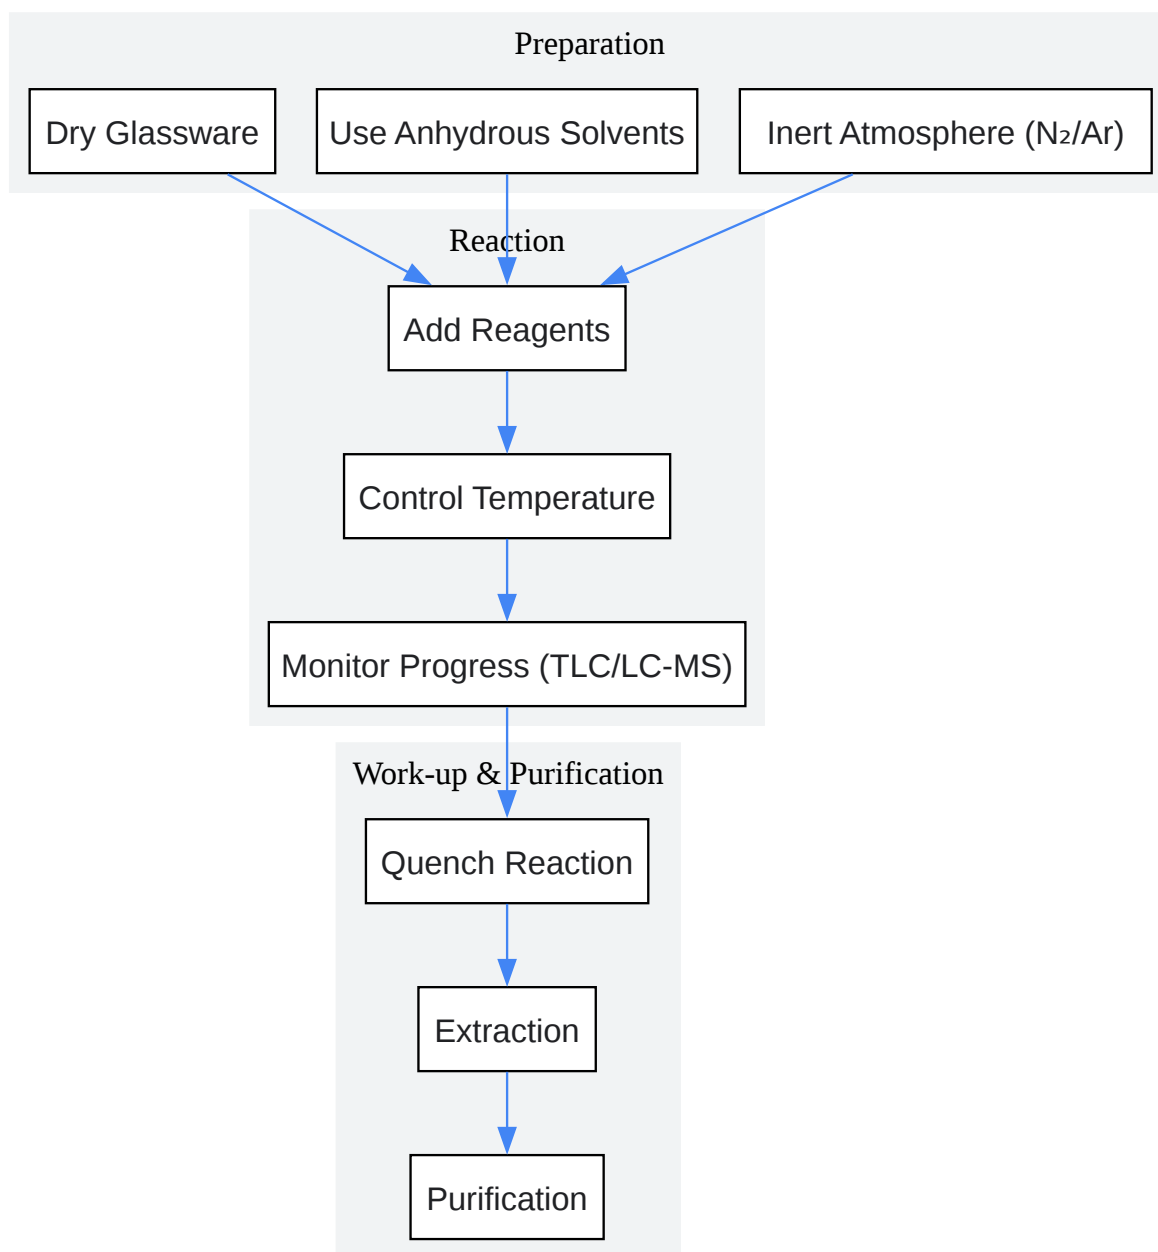 Preparation
Dry Glassware
Use Anhydrous Solvents
Inert Atmosphere (N₂/Ar)
Reaction
Add Reagents
Control Temperature
Monitor Progress (TLC/LC-MS)
Work-up & Purification
Quench Reaction
Extraction
Purification